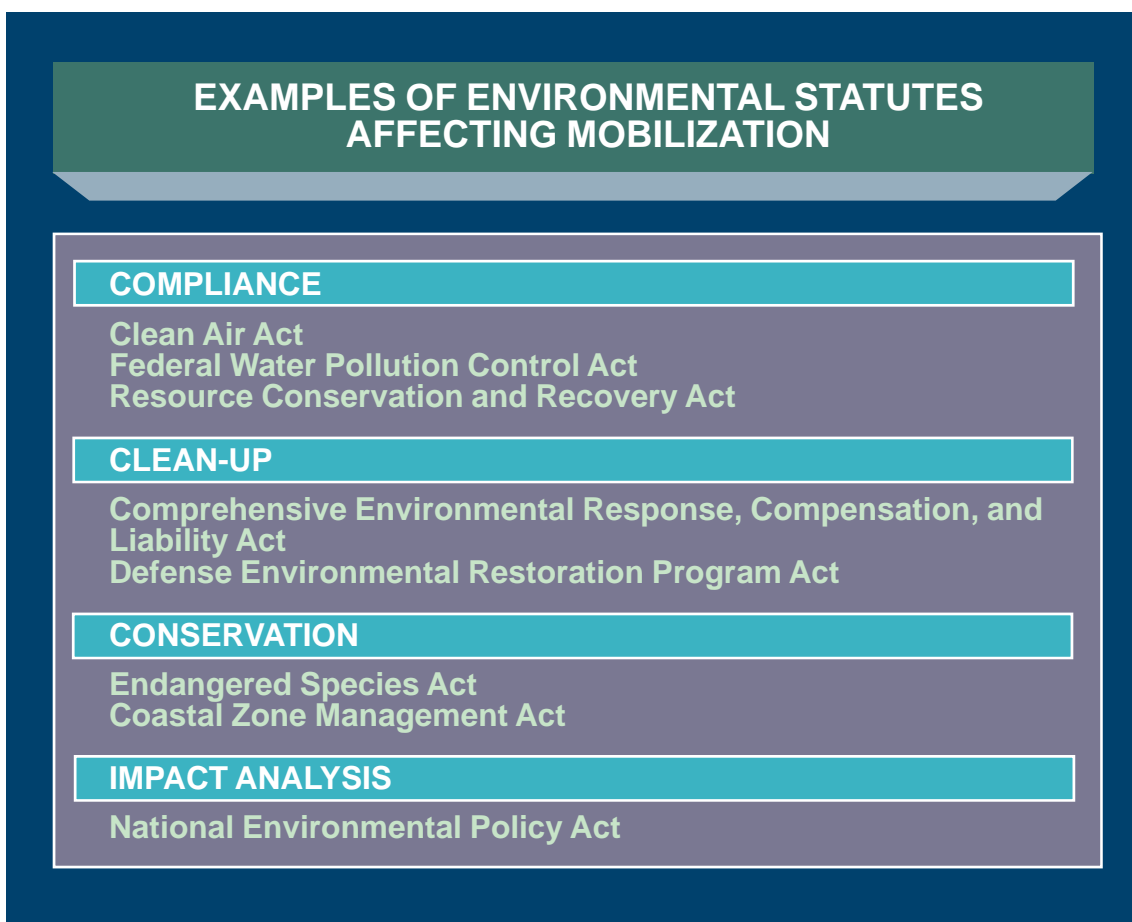 EXAMPLES OF ENVIRONMENTAL STATUTES
AFFECTING MOBILIZATION
COMPLIANCE
Clean Air Act
Federal Water Pollution Control Act
Resource Conservation and Recovery Act
CLEAN-UP
Comprehensive Environmental Response, Compensation, and
Liability Act
Defense Environmental Restoration Program Act
CONSERVATION
Endangered Species Act
Coastal Zone Management Act
IMPACT ANALYSIS
National Environmental Policy Act